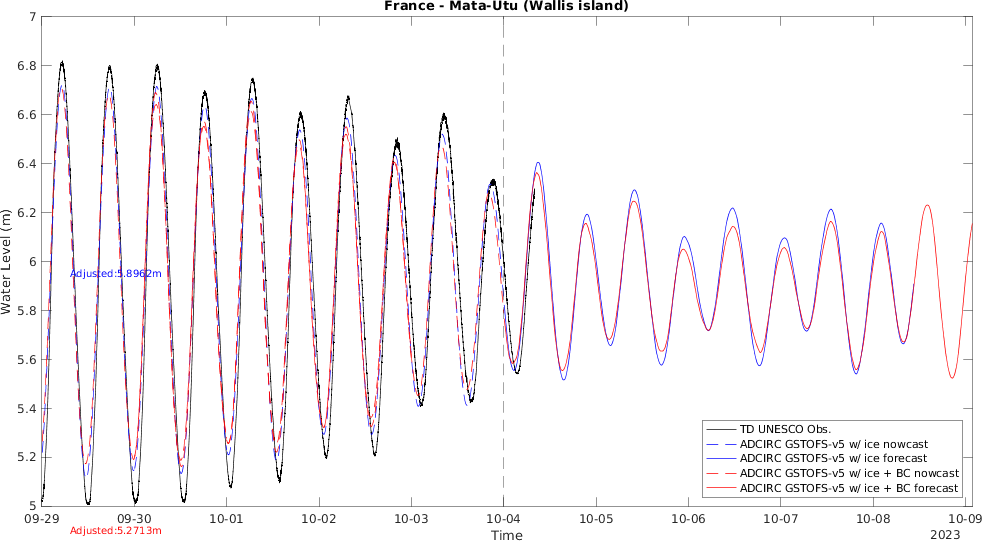 France - Mata-Utu (Wallis island)
7
6.8
6.6
6.4
6.2
6
5.8
5.6
5.4
5.2
5
Water Level (m)
Adjusted:5.8962m
Adjusted:5.2713m
TD UNESCO Obs.
ADCIRC GSTOFS-v5 w/ ice nowcast
ADCIRC GSTOFS-v5 w/ ice forecast
ADCIRC GSTOFS-v5 w/ ice + BC nowcast
ADCIRC GSTOFS-v5 w/ ice + BC forecast
09-29 09-30 10-01 10-02 10-03 10-04 10-05 10-06 10-07 10-08 10-09
Time
2023